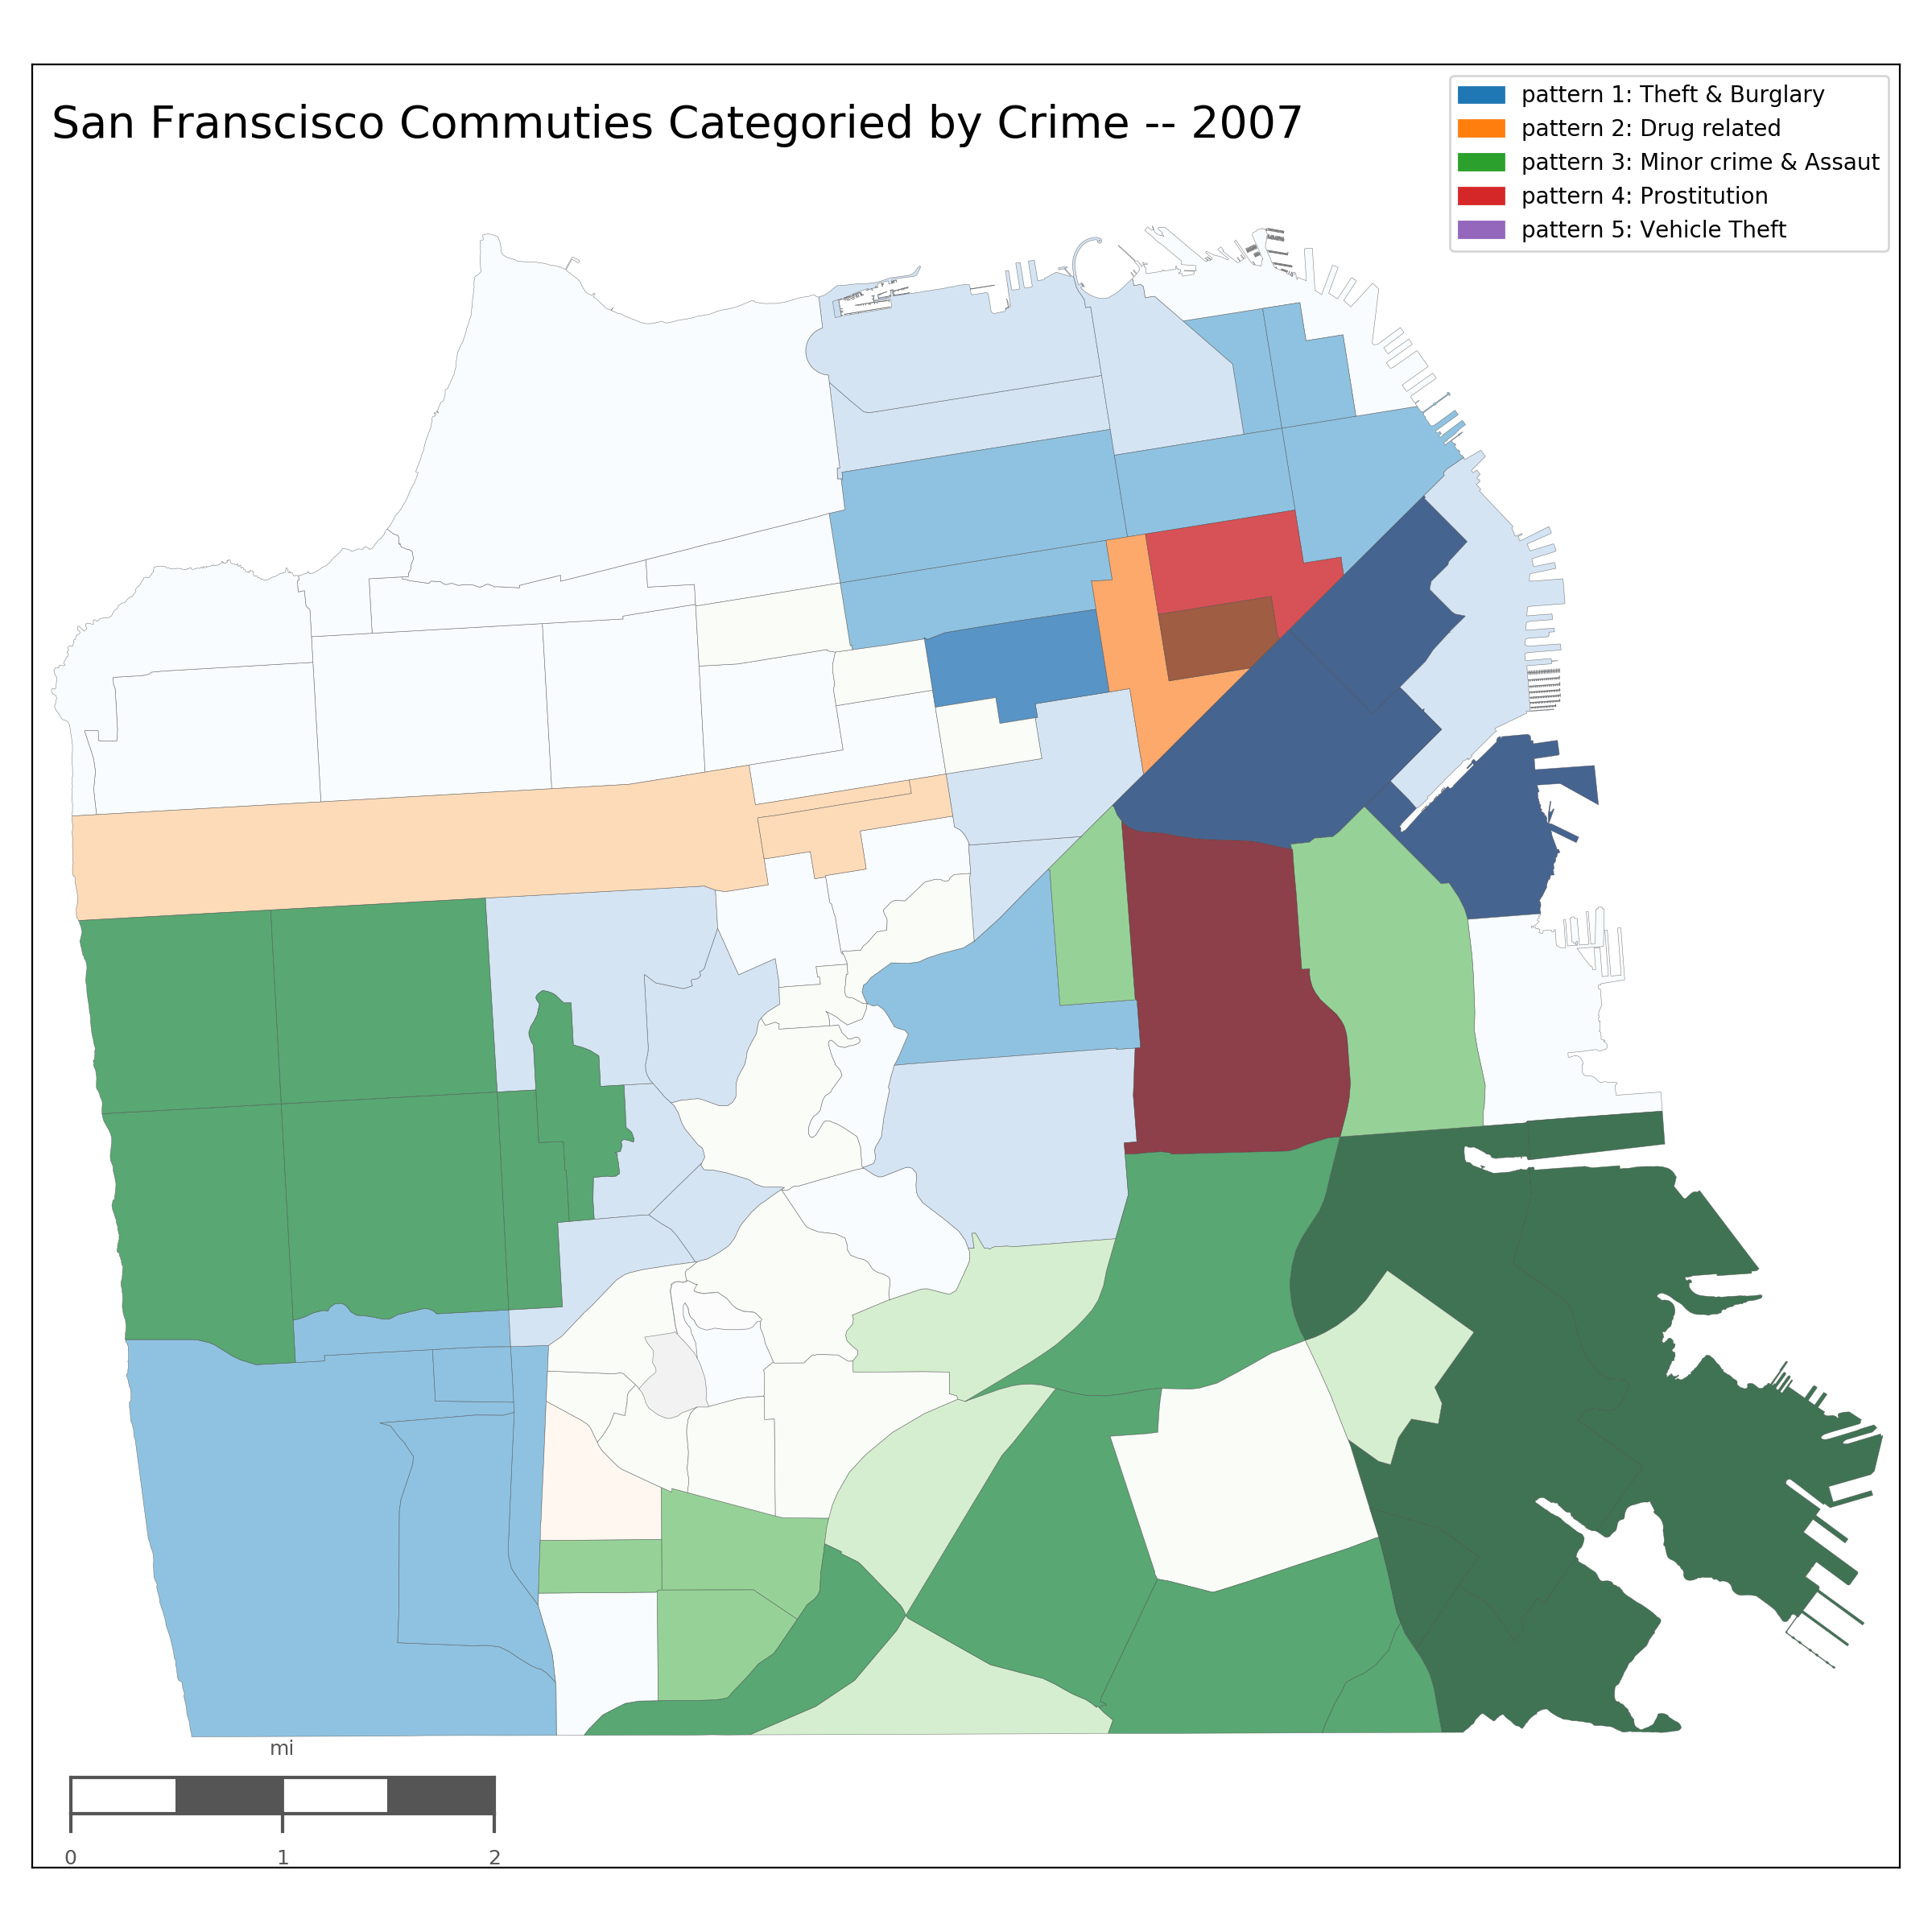 San Franscisco Commuties Categoried by Crime -- 2007
pattern 1: Theft & Burglary
pattern 2: Drug related
pattern 3: Minor crime & Assaut
pattern 4: Prostitution
pattern 5: Vehicle Theft
mi
0 1 2